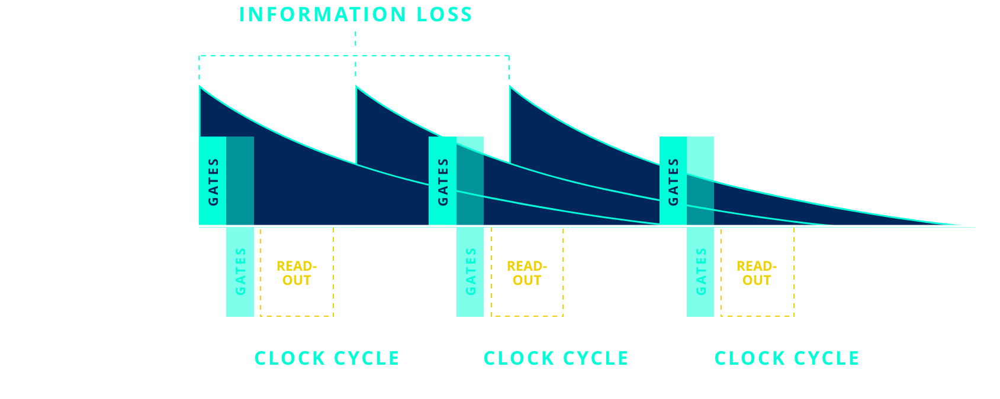 INFORMATION LOSS
GATES
GATES
GATES
GATES
READ-
OUT
GATES
READ-
OUT
GATES
READ-
OUT
CLOCK CYCLE
CLOCK CYCLE
CLOCK CYCLE